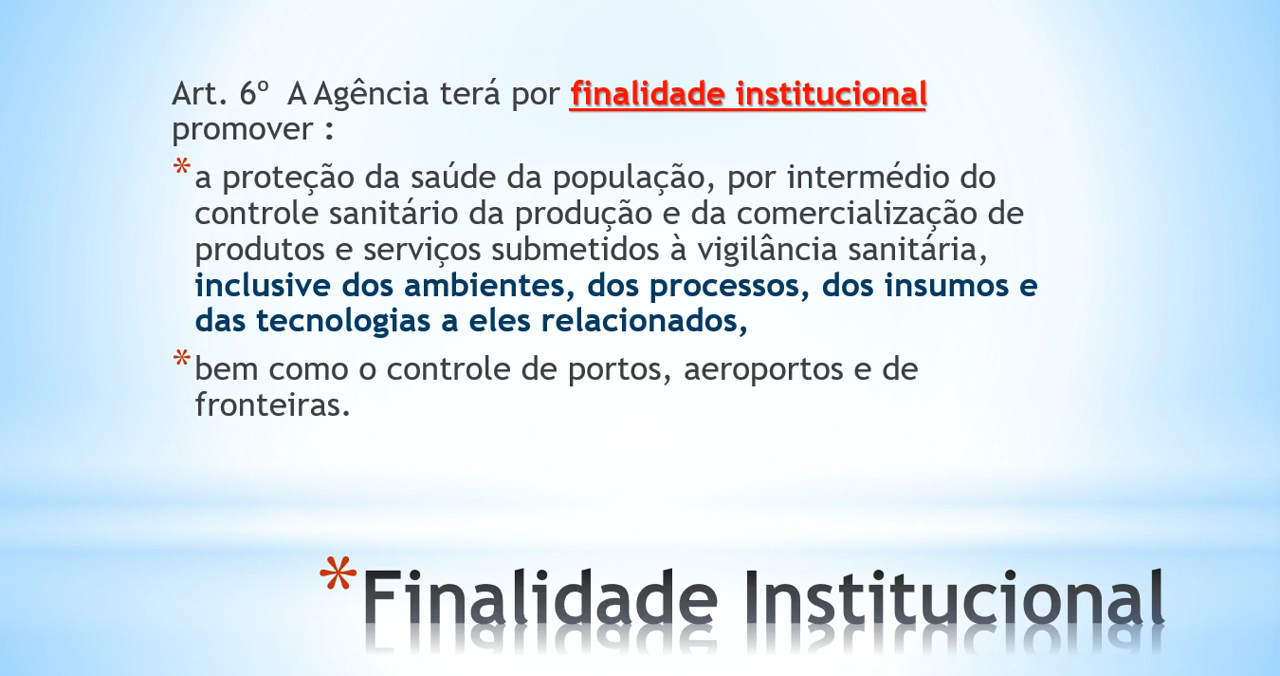 Art. 6º  A Agência terá por finalidade institucional
promover :
* a proteção da saúde da população, por intermédio do
controle sanitário da produção e da comercialização de
produtos e serviços submetidos à vigilância sanitária,
inclusive dos ambientes, dos processos, dos insumos e
das tecnologias a eles relacionados,
* bem como o controle de portos, aeroportos e de
fronteiras.
* Finalidade Institucional